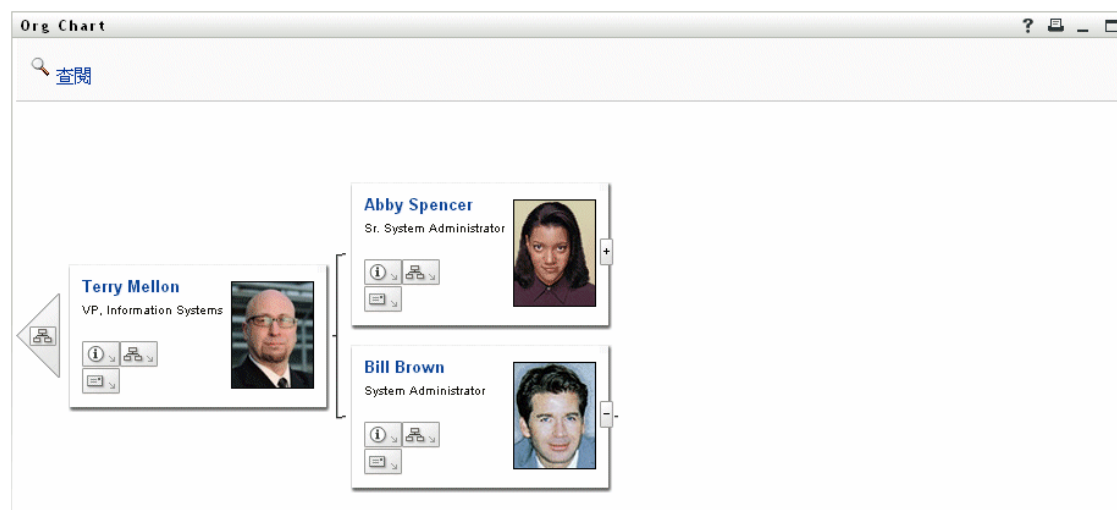 Org Chart
查閱
Abby Spencer
Sr. System Administrator
Terry Mellon
VP, Information Systems
Bill Brown
System Administrator